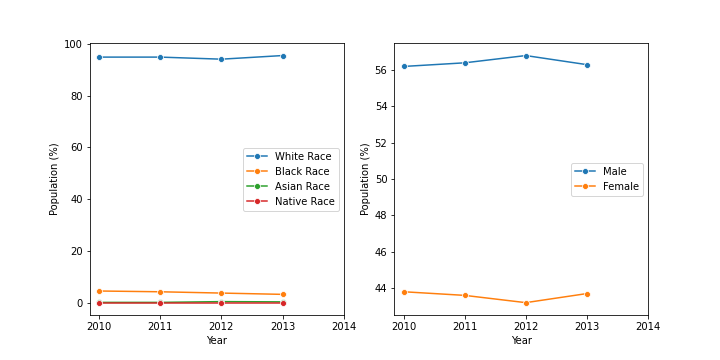 100
80
60
40
20
0
Population (%)
White Race
Black Race
Asian Race
Native Race
2010 2011 2012 2013 2014
Year
56
54
52
50
48
46
44
Population (%)
Male
Female
2010 2011 2012 2013 2014
Year